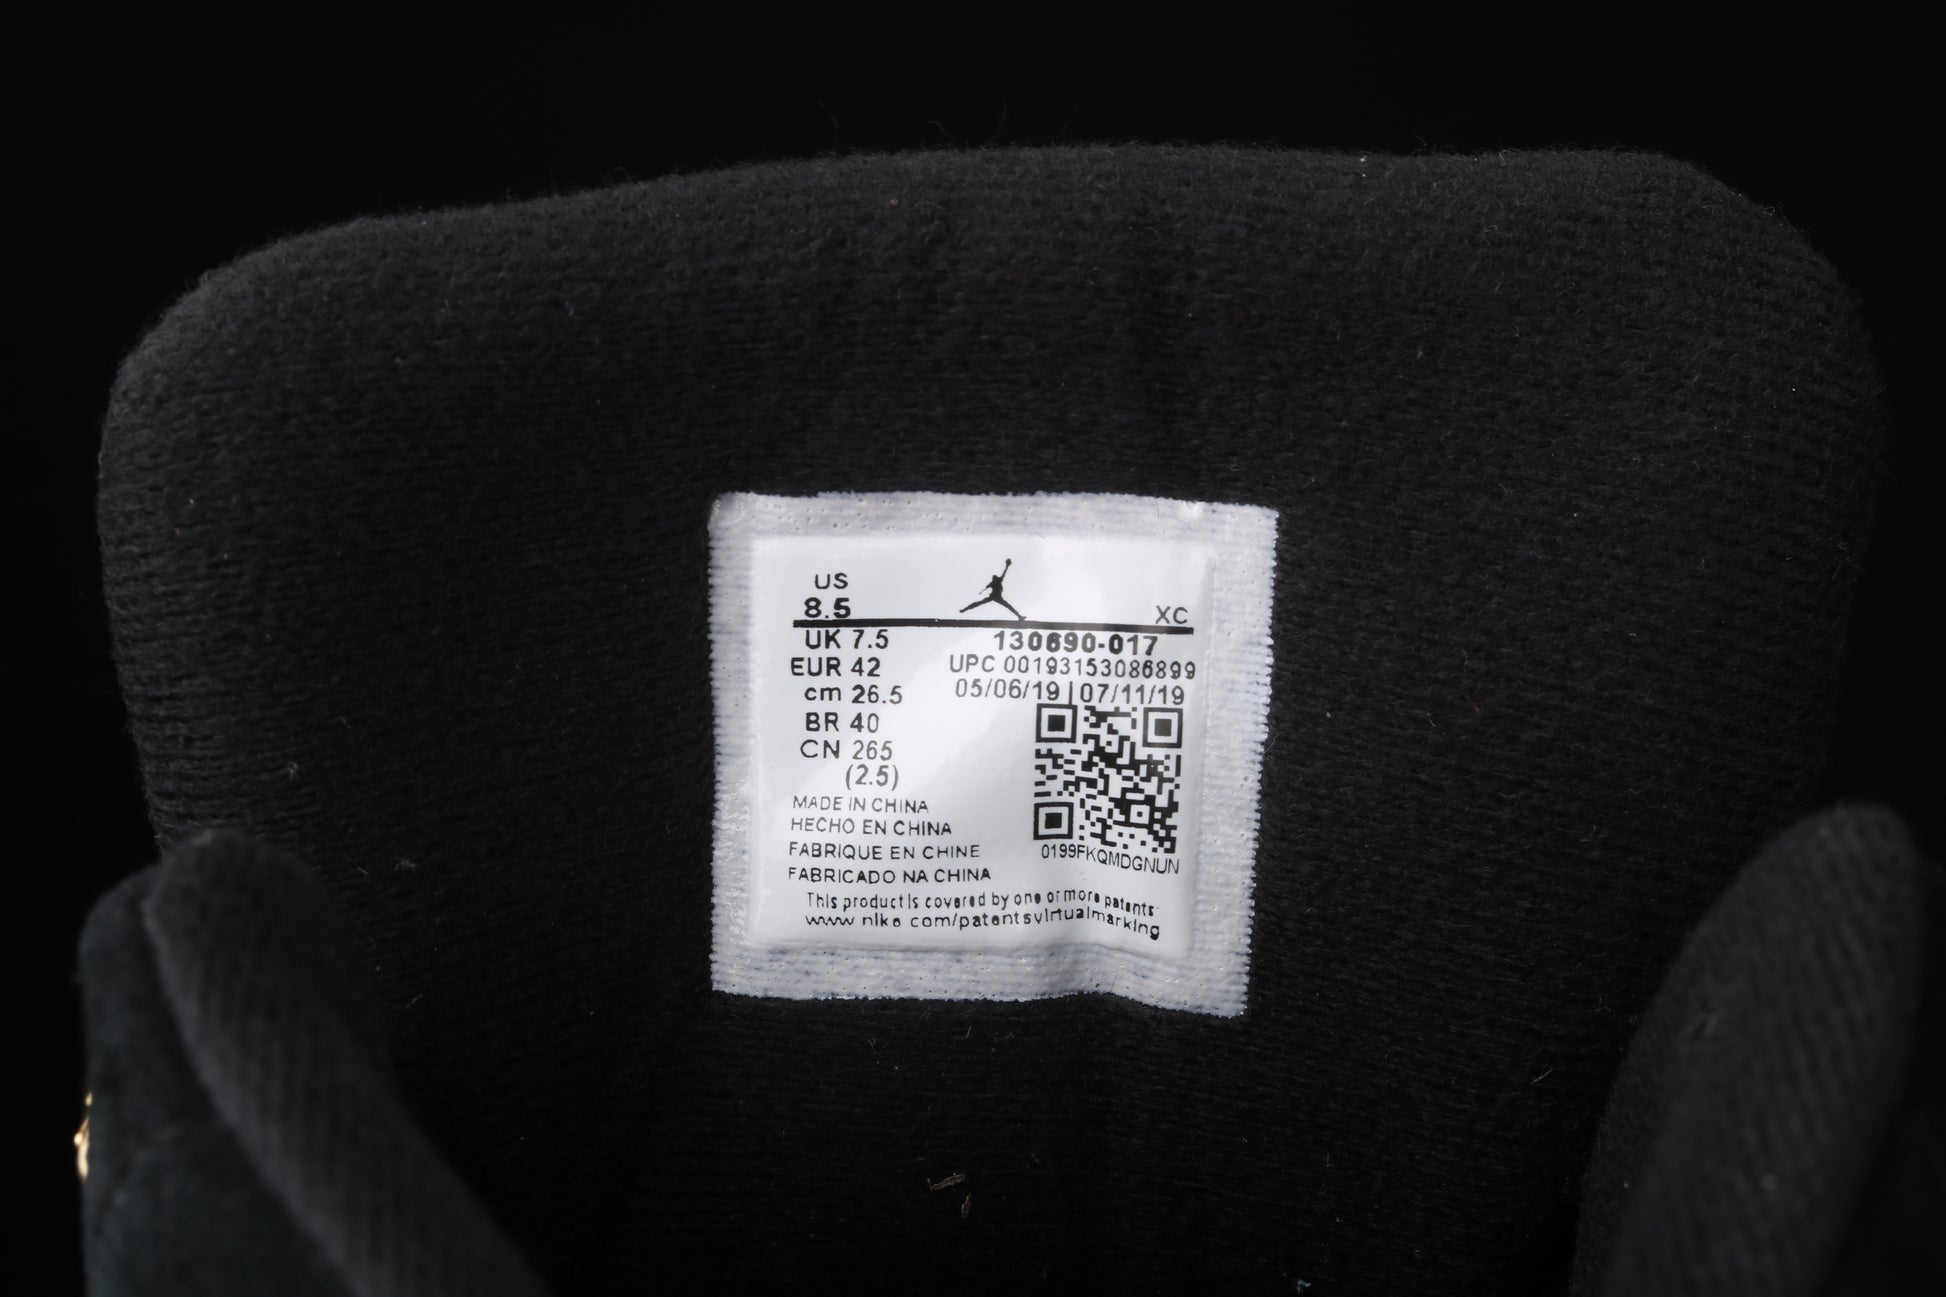 US
8.5
XC
UK 7.5
EUR 42
cm 26.5
BR 40
CN 265
(2.5)
130690-017
UPC 00193153086899
05/06/19 | 07/11/19
0199FKQMDGNUN
MADE IN CHINA
HECHO EN CHINA
FABRIQUE EN CHINE
FABRICADO NA CHINA
This product is covered by one or more patents
www nike com/patentsvirtualmarking